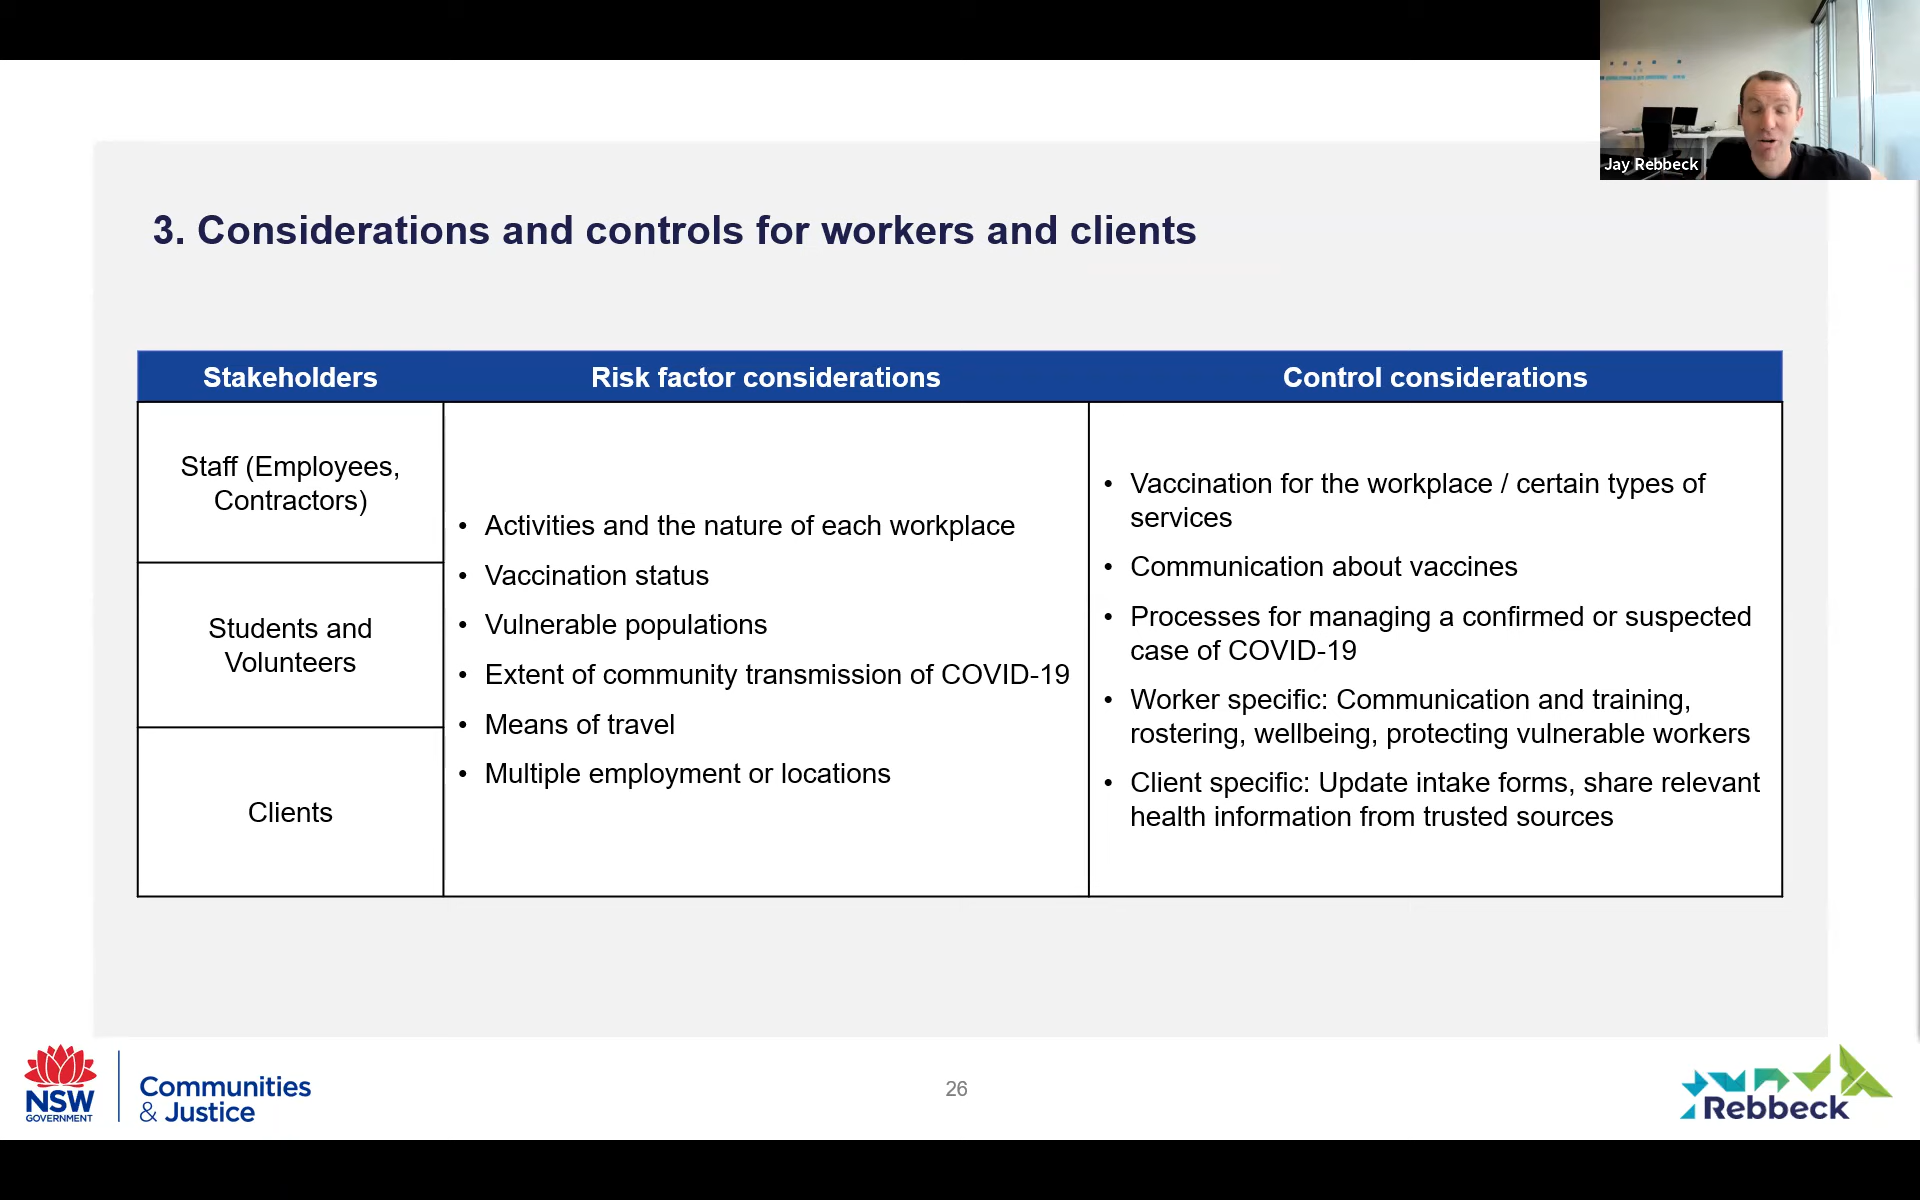 Jay Rebbeck
3. Considerations and controls for workers and clients
Stakeholders
Risk factor considerations
Control considerations
Staff (Employees,
Contractors)
Students and
Volunteers
Clients
• Activities and the nature of each workplace
• Vaccination status
• Vulnerable populations
• Extent of community transmission of COVID-19
• Means of travel
• Multiple employment or locations
• Vaccination for the workplace / certain types of
services
• Communication about vaccines
• Processes for managing a confirmed or suspected
case of COVID-19
• Worker specific: Communication and training,
rostering, wellbeing, protecting vulnerable workers
• Client specific: Update intake forms, share relevant
health information from trusted sources
NSW
GOVERNMENT
Communities
& Justice
26
Rebbeck